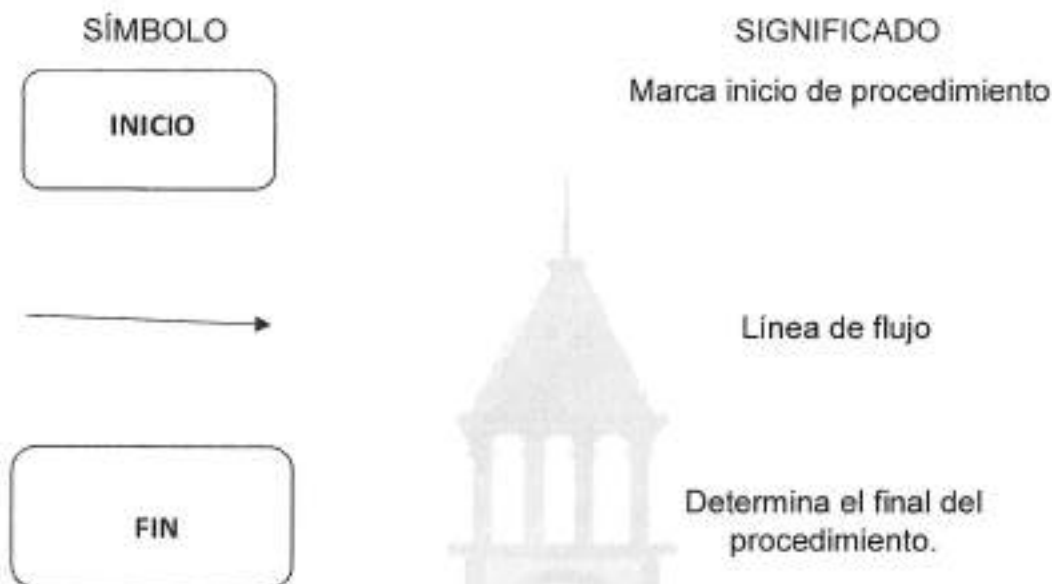 SÍMBOLO
SIGNIFICADO
INICIO
Marca inicio de procedimiento
Línea de flujo
FIN
Determina el final del
procedimiento.